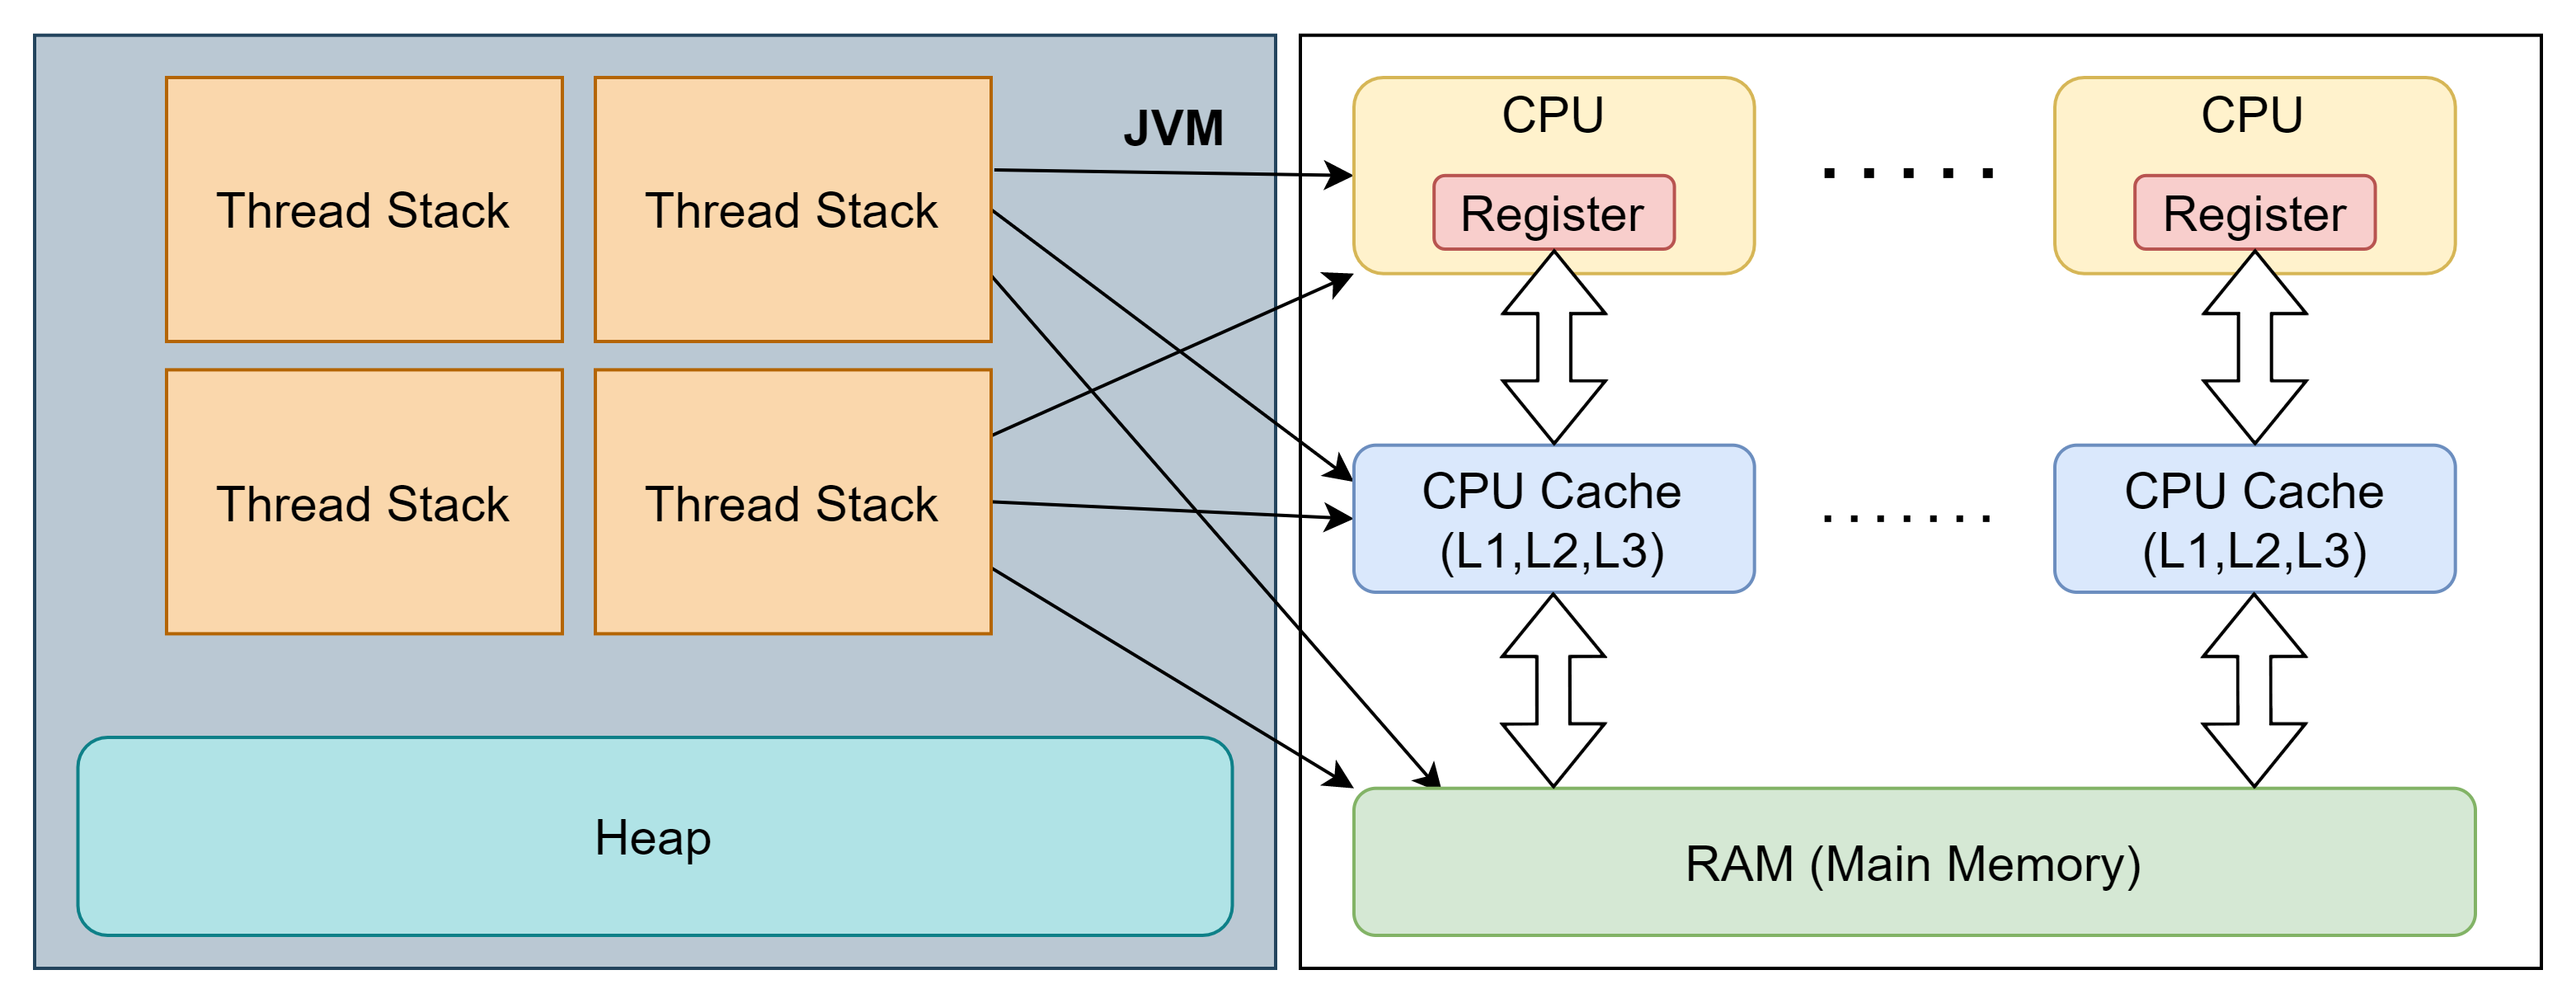 Thread Stack
Thread Stack
Thread Stack
Thread Stack
Heap
JVM
CPU
Register
CPU
Register
CPU Cache
(L1,L2,L3)
CPU Cache
(L1,L2,L3)
RAM (Main Memory)